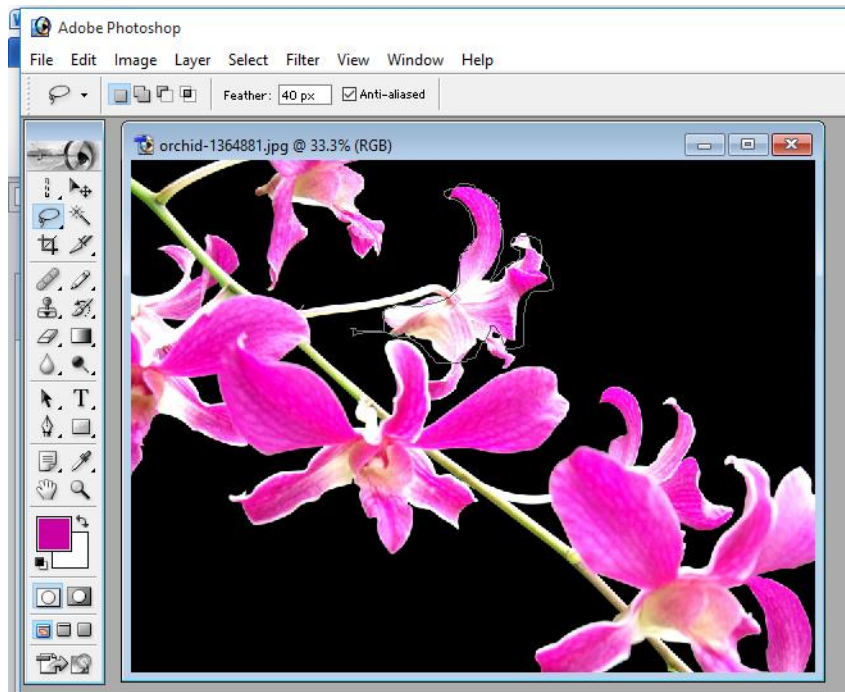 Adobe Photoshop
File Edit Image Layer Select Filter View Window Help
Feather: 40 px Anti-aliased
orchid-1364881.jpg @ 33.3% (RGB)
T